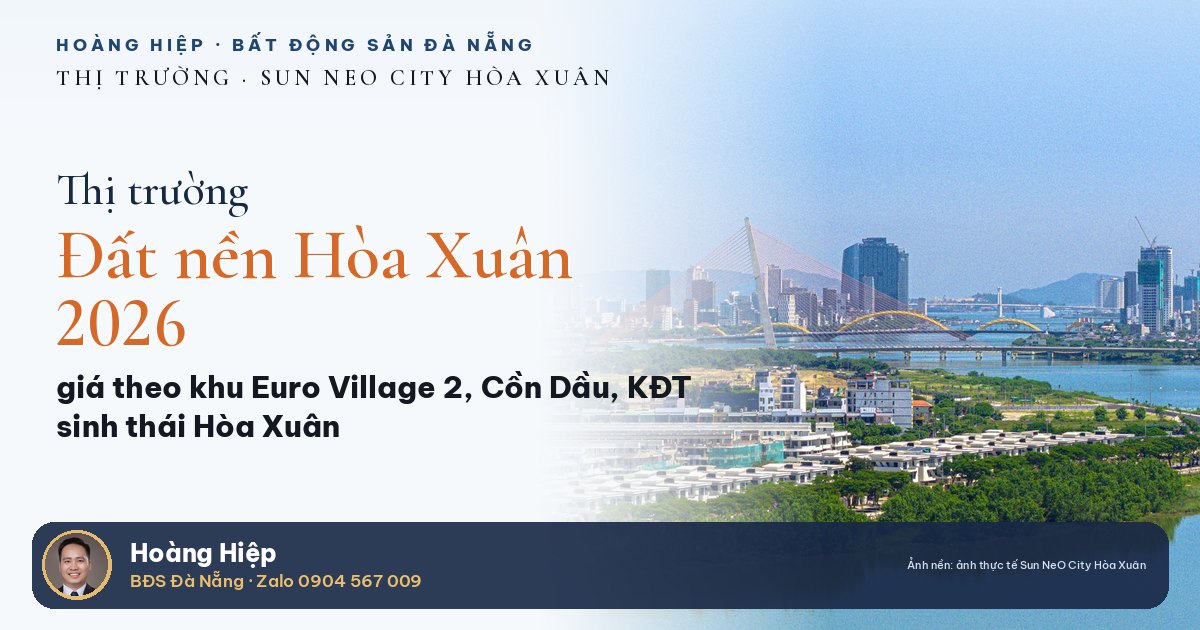 HOÀNG HIỆP · BẤT ĐỘNG SẢN ĐÀ NẴNG
THỊ TRƯỜNG · SUN NEO CITY HÒA XUÂN
Thị trường
Đất nền Hòa Xuân
2026
giá theo khu Euro Village 2, Cồn Dầu, KĐT
sinh thái Hòa Xuân
Hoàng Hiệp
BĐS Đà Nẵng · Zalo 0904 567 009
Ảnh nền: ảnh thực tế Sun NeO City Hòa Xuân